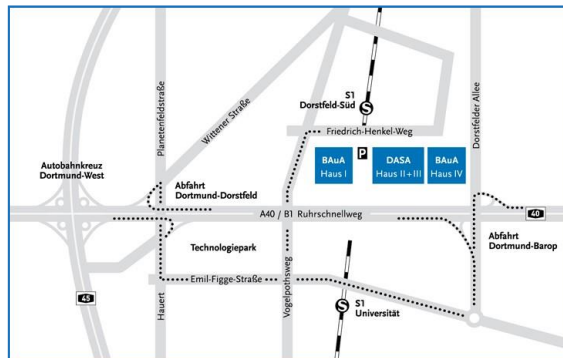 S1
Dorstfeld-Süd
S
Planetenfeldstraße
Wittener Straße
Dorstfelder Allee
Friedrich-Henkel-Weg
P
BAuA
Haus I
DASA
Haus II + III
BAuA
Haus IV
Autobahnkreuz
Dortmund-West
Abfahrt
Dortmund-Dorstfeld
A40 / B1 Ruhrschnellweg
40
Abfahrt
Dortmund-Barop
Technologiepark
Emil-Figge-Straße
Vogelpothsweg
Hauert
45
S
S1
Universität